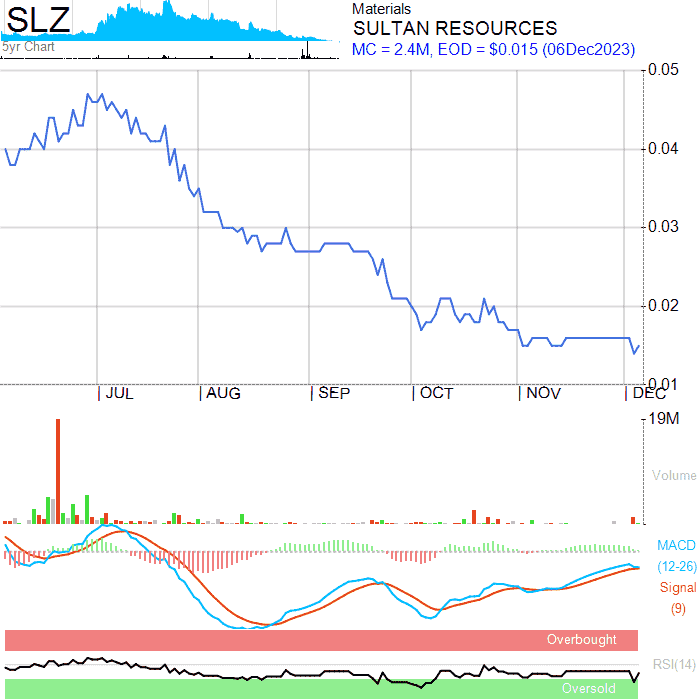 SLZ
5yr Chart
Materials
SULTAN RESOURCES
MC = 2.4M, EOD = $0.015 (06Dec2023)
0.05
0.04
0.03
0.02
0.01
JUL AUG SEP OCT NOV DEC
19M
Volume
MACD
(12-26)
Signal
(9)
Overbought
RSI(14)
Oversold